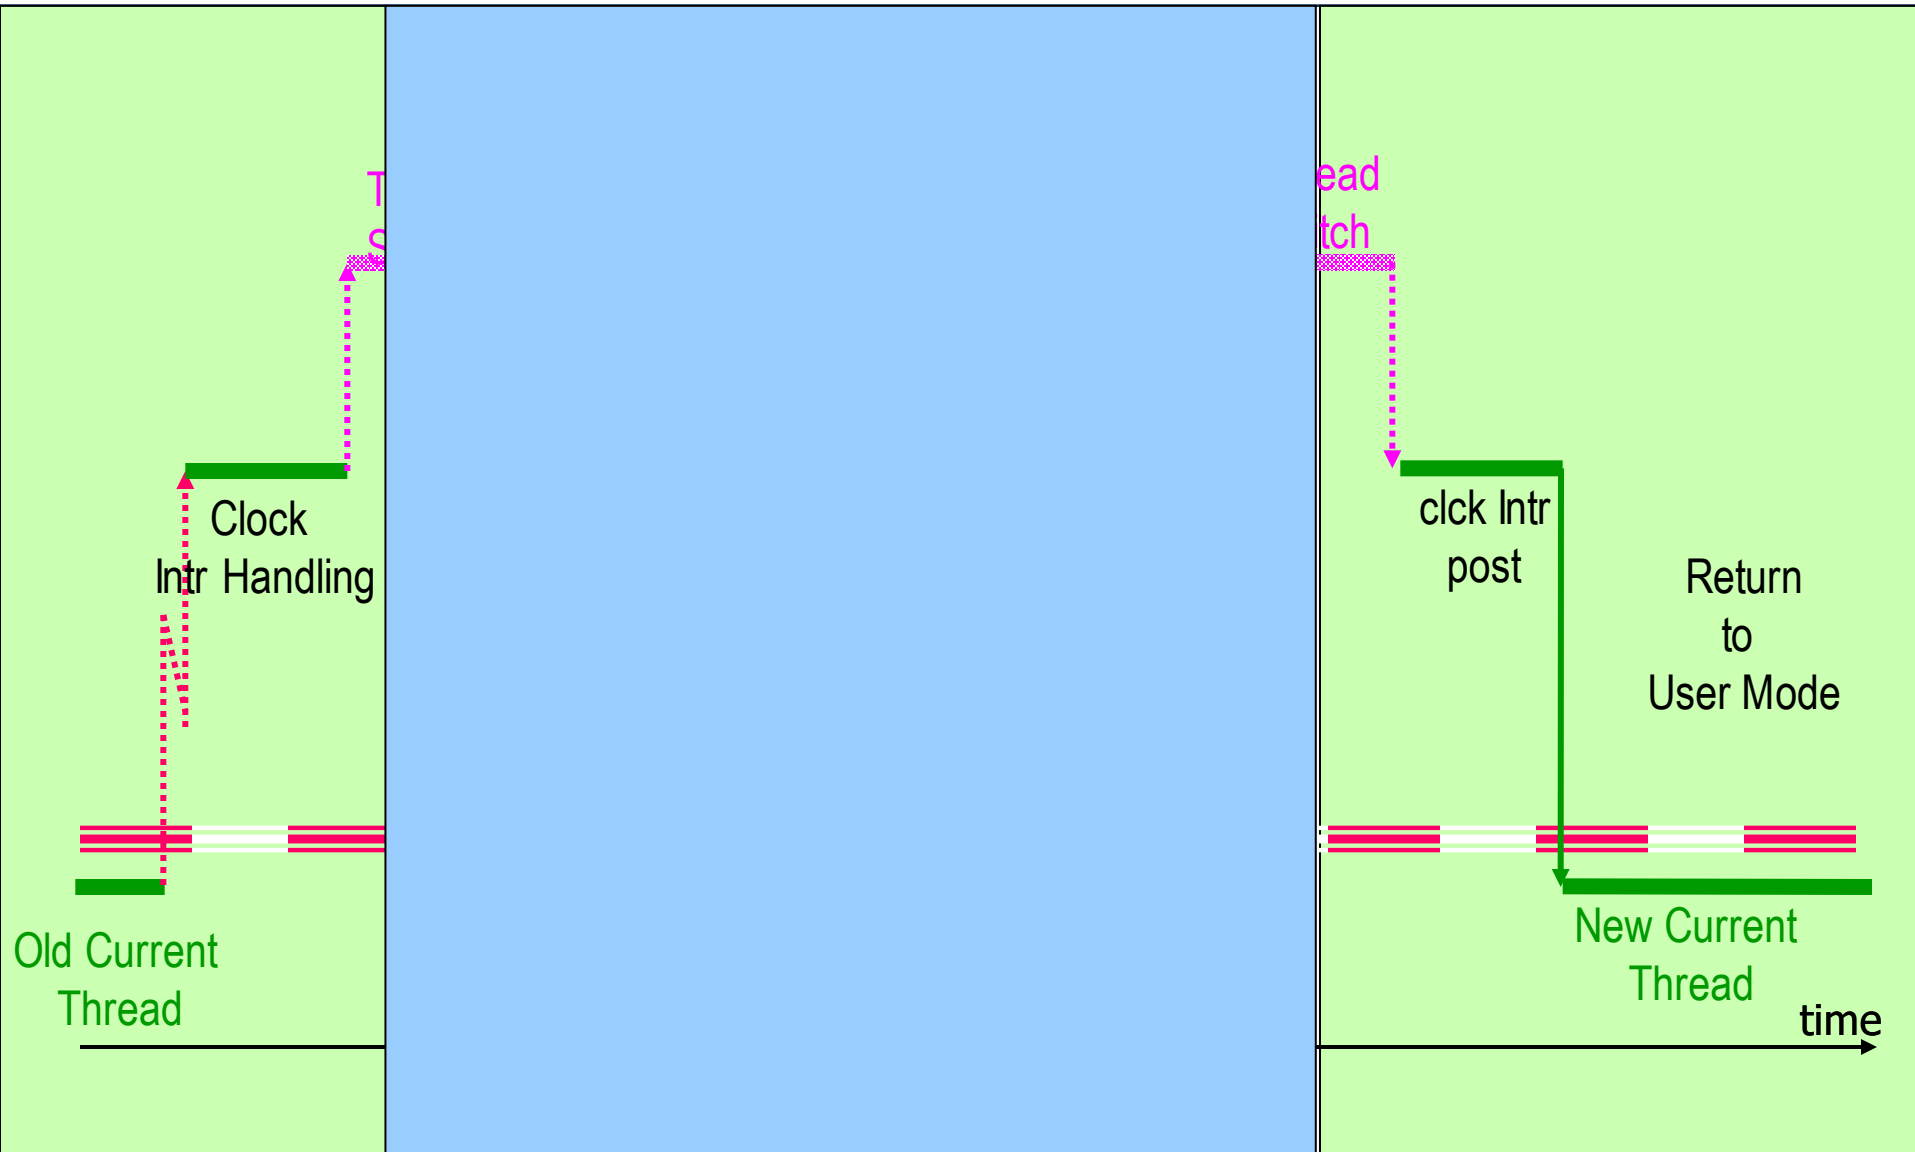 T
S
ead
tch
Clock
Intr Handling
clck Intr
post
Return
to
User Mode
Old Current
Thread
New Current
Thread
time